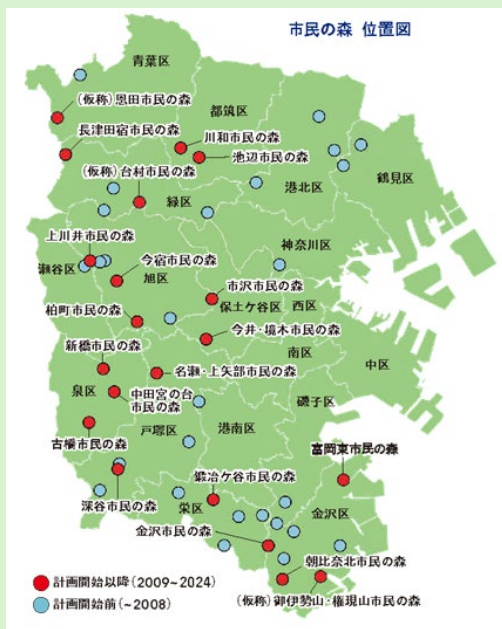 市民の森 位置図
青葉区
(仮称)恩田市民の森
都筑区
長津田宿市民の森
川和市民の森
池辺市民の森
(仮称)台村市民の森
港北区
鶴見区
緑区
上川井市民の森
神奈川区
瀬谷区
今宿市民の森
旭区
市沢市民の森
柏町市民の森
保土ケ谷区
西区
今井・境木市民の森
新橋市民の森
南区
中区
名瀬・上矢部市民の森
泉区
中田宮の台
市民の森
磯子区
古橋市民の森
戸塚区
港南区
富岡東市民の森
鍛冶ケ谷市民の森
深谷市民の森
栄区
金沢区
金沢市民の森
朝比奈北市民の森
計画開始以降(2009~2024)
計画開始前(~2008)
(仮称)御伊勢山・権現山市民の森